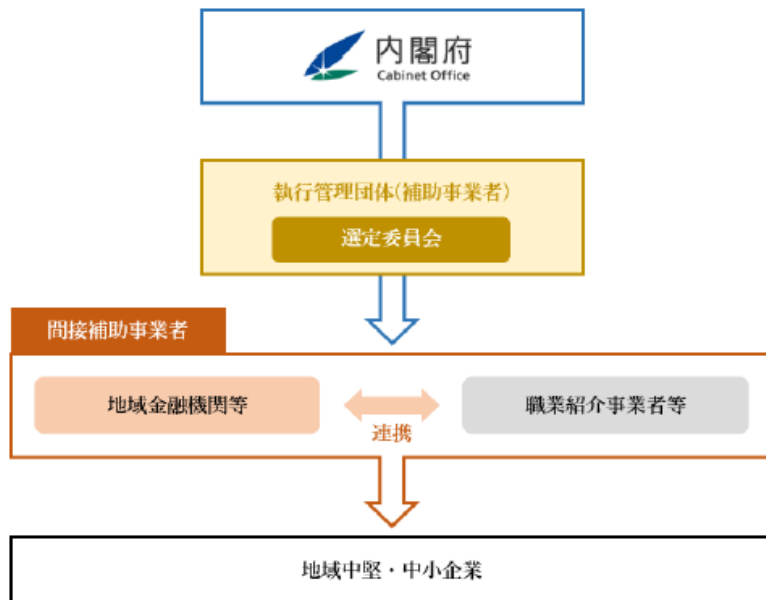 内閣府
Cabinet Office
執行管理団体(補助事業者)
選定委員会
間接補助事業者
地域金融機関等
連携
職業紹介事業者等
地域中堅・中小企業